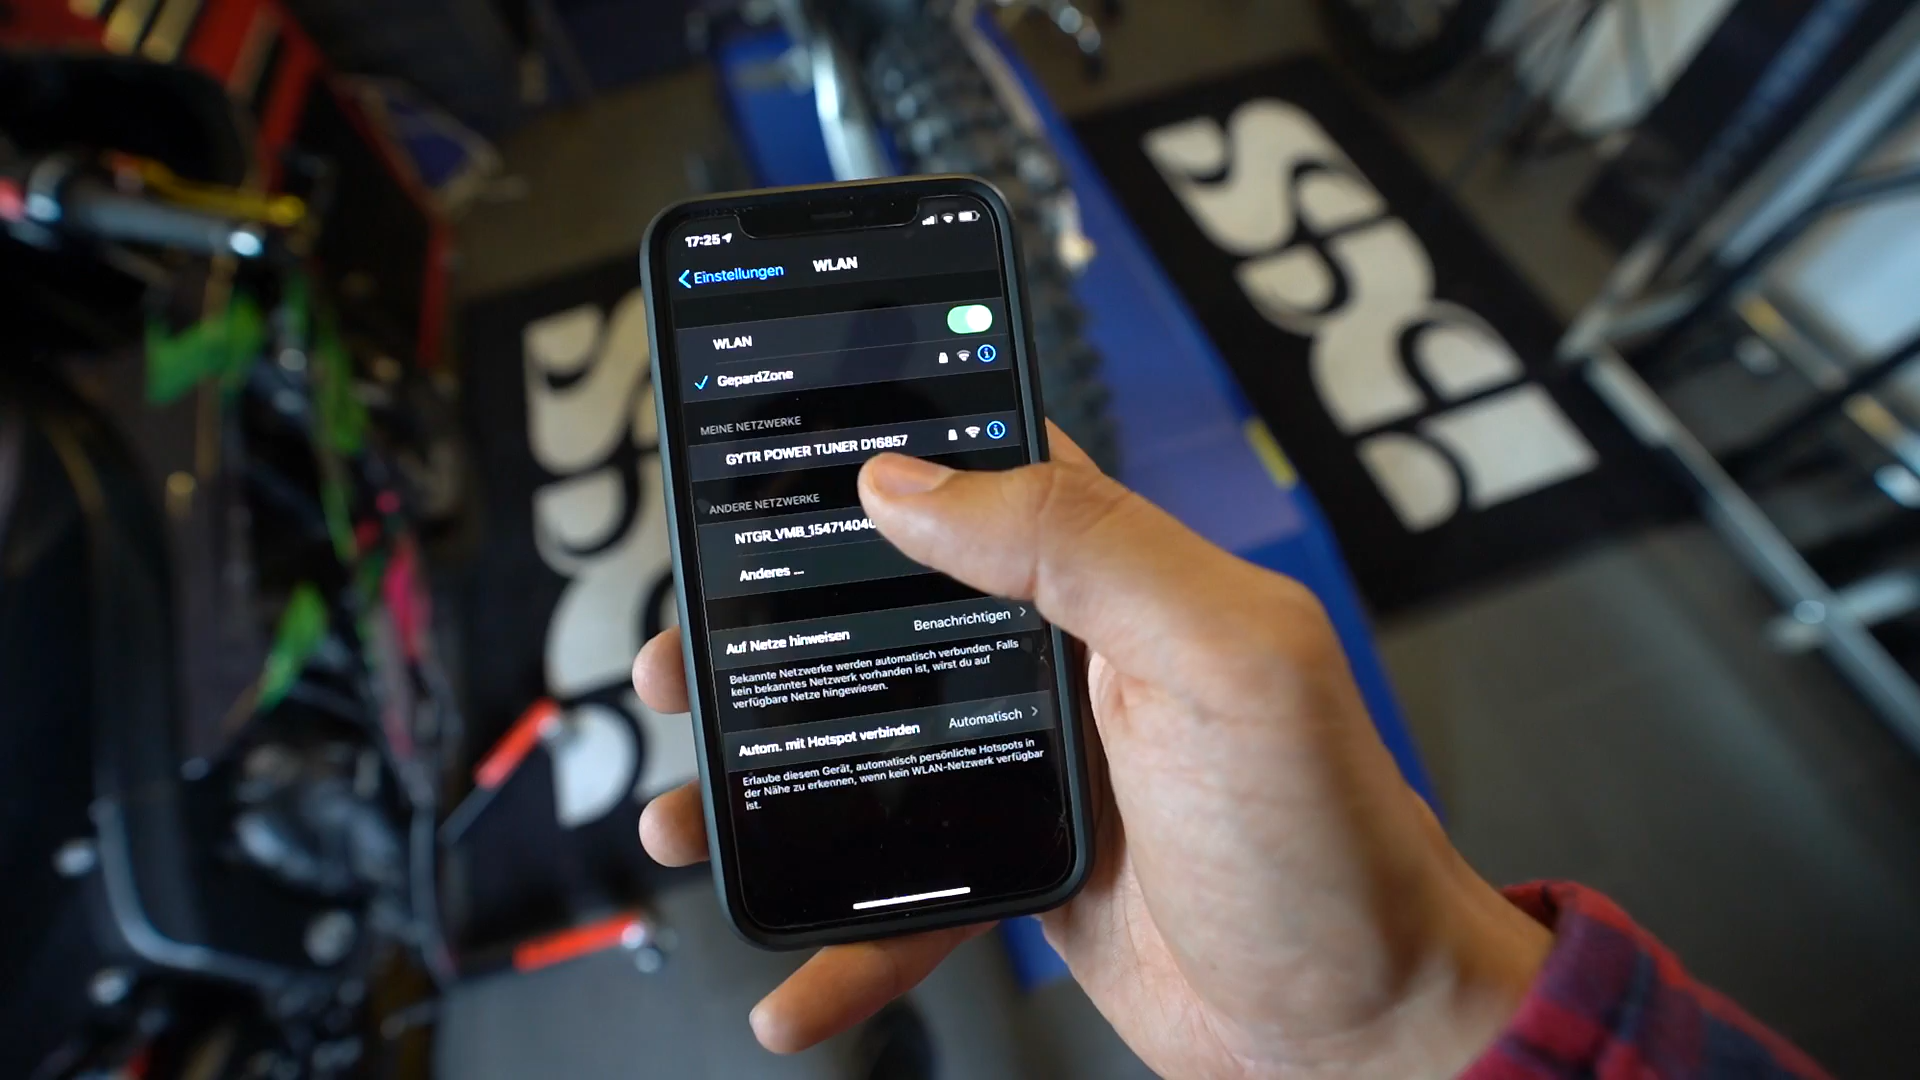 17:25
Einstellungen
WLAN
WLAN
GepardZone
MEINE NETZWERKE
GYTR POWER TUNER D16857
ANDERE NETZWERKE
NTGR_VMB_154714040
Anderes ...
Auf Netze hinweisen
Benachrichtigen
Bekannte Netzwerke werden automatisch verbunden. Falls
kein bekanntes Netzwerk vorhanden ist, wirst du auf
verfügbare Netze hingewiesen.
Autom. mit Hotspot verbinden
Automatisch
Erlaube diesem Gerät, automatisch persönliche Hotspots in
der Nähe zu erkennen, wenn kein WLAN-Netzwerk verfügbar
ist.